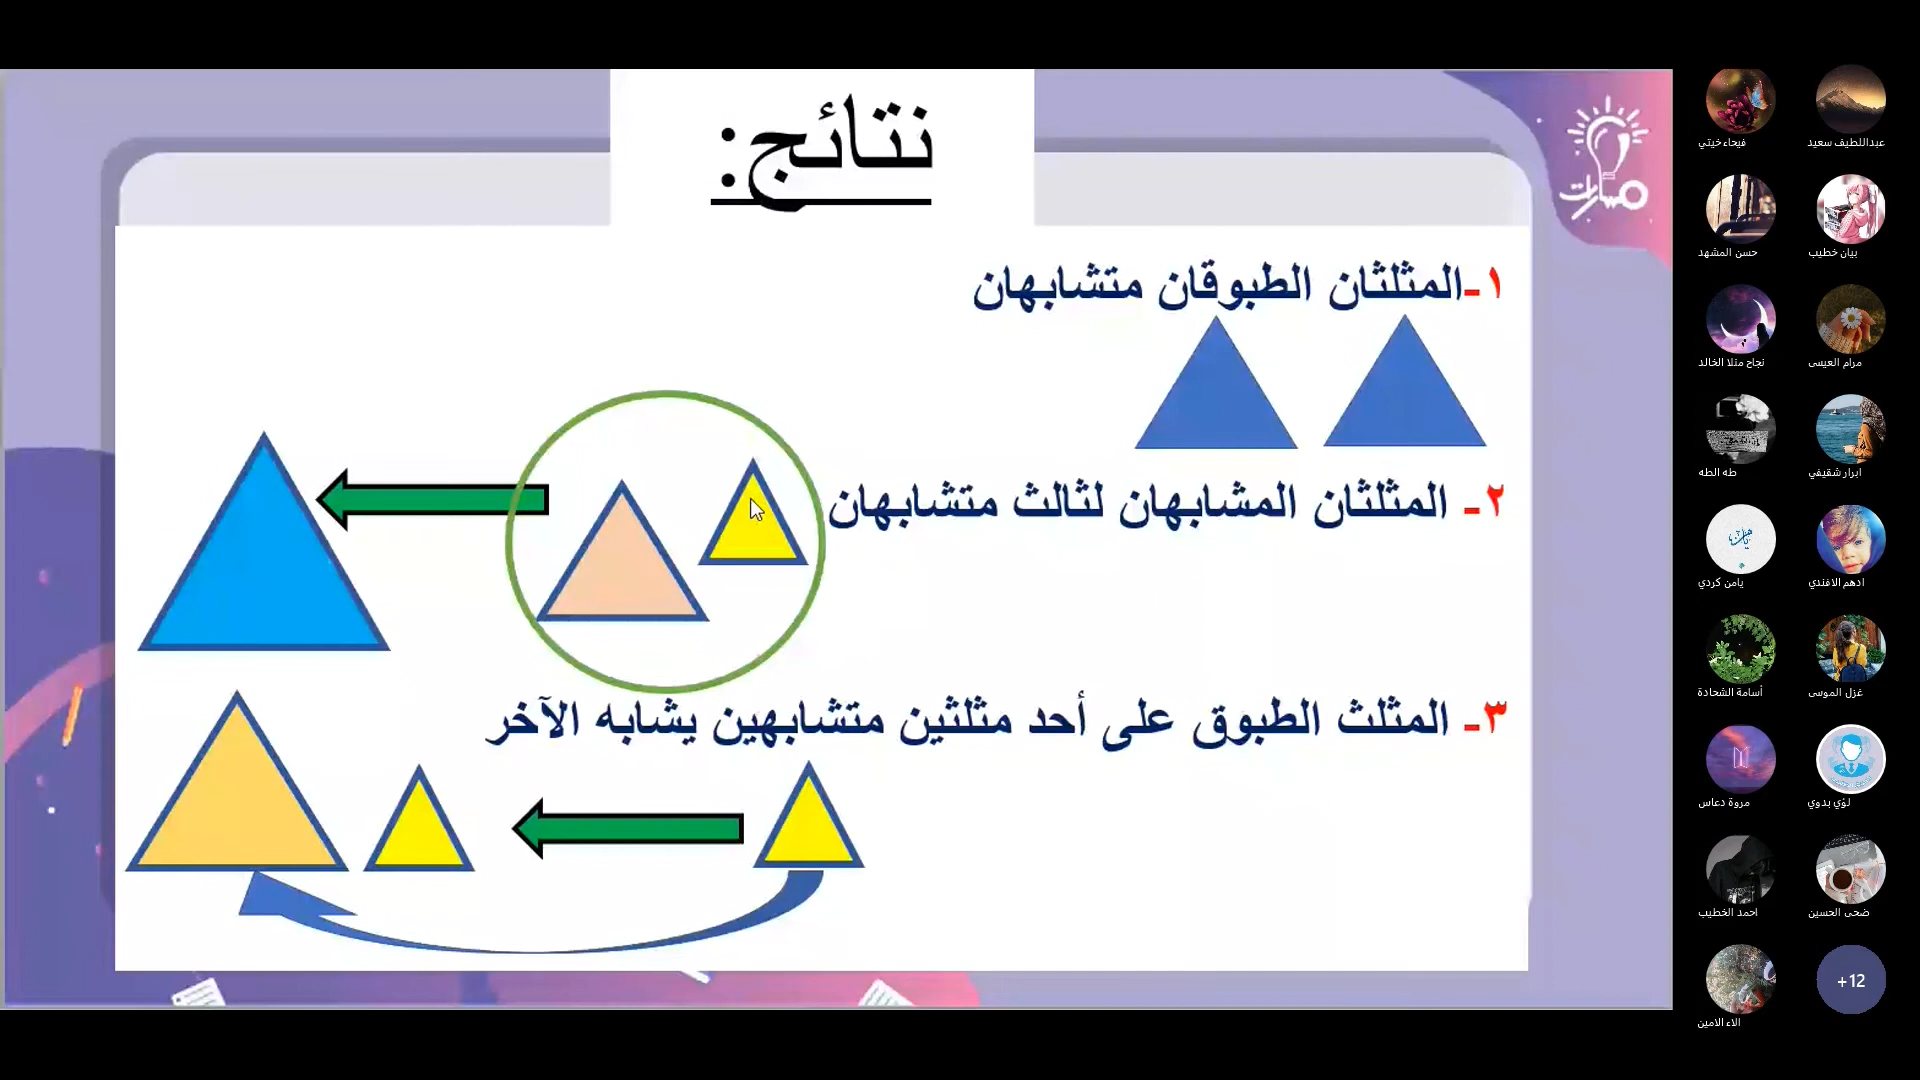 نتائج:
مسارات
١-المثلثان الطبوقان متشابهان
٢- المثلثان المشابهان لثالث متشابهان
٣- المثلث الطبوق على أحد مثلثين متشابهين يشابه الآخر
عبداللطيف سعيد
فيحاء خيتي
بيان خطيب
حسن المشهد
مرام العيسى
نجاح متلا الخالد
ابرار شقيفي
طه الطه
ادهم الافندي
يامن كردي
غزل الموسى
أسامة الشحادة
لؤي بدوي
مروة دعاس
ضحى الحسين
احمد الخطيب
+12
الاء الامين